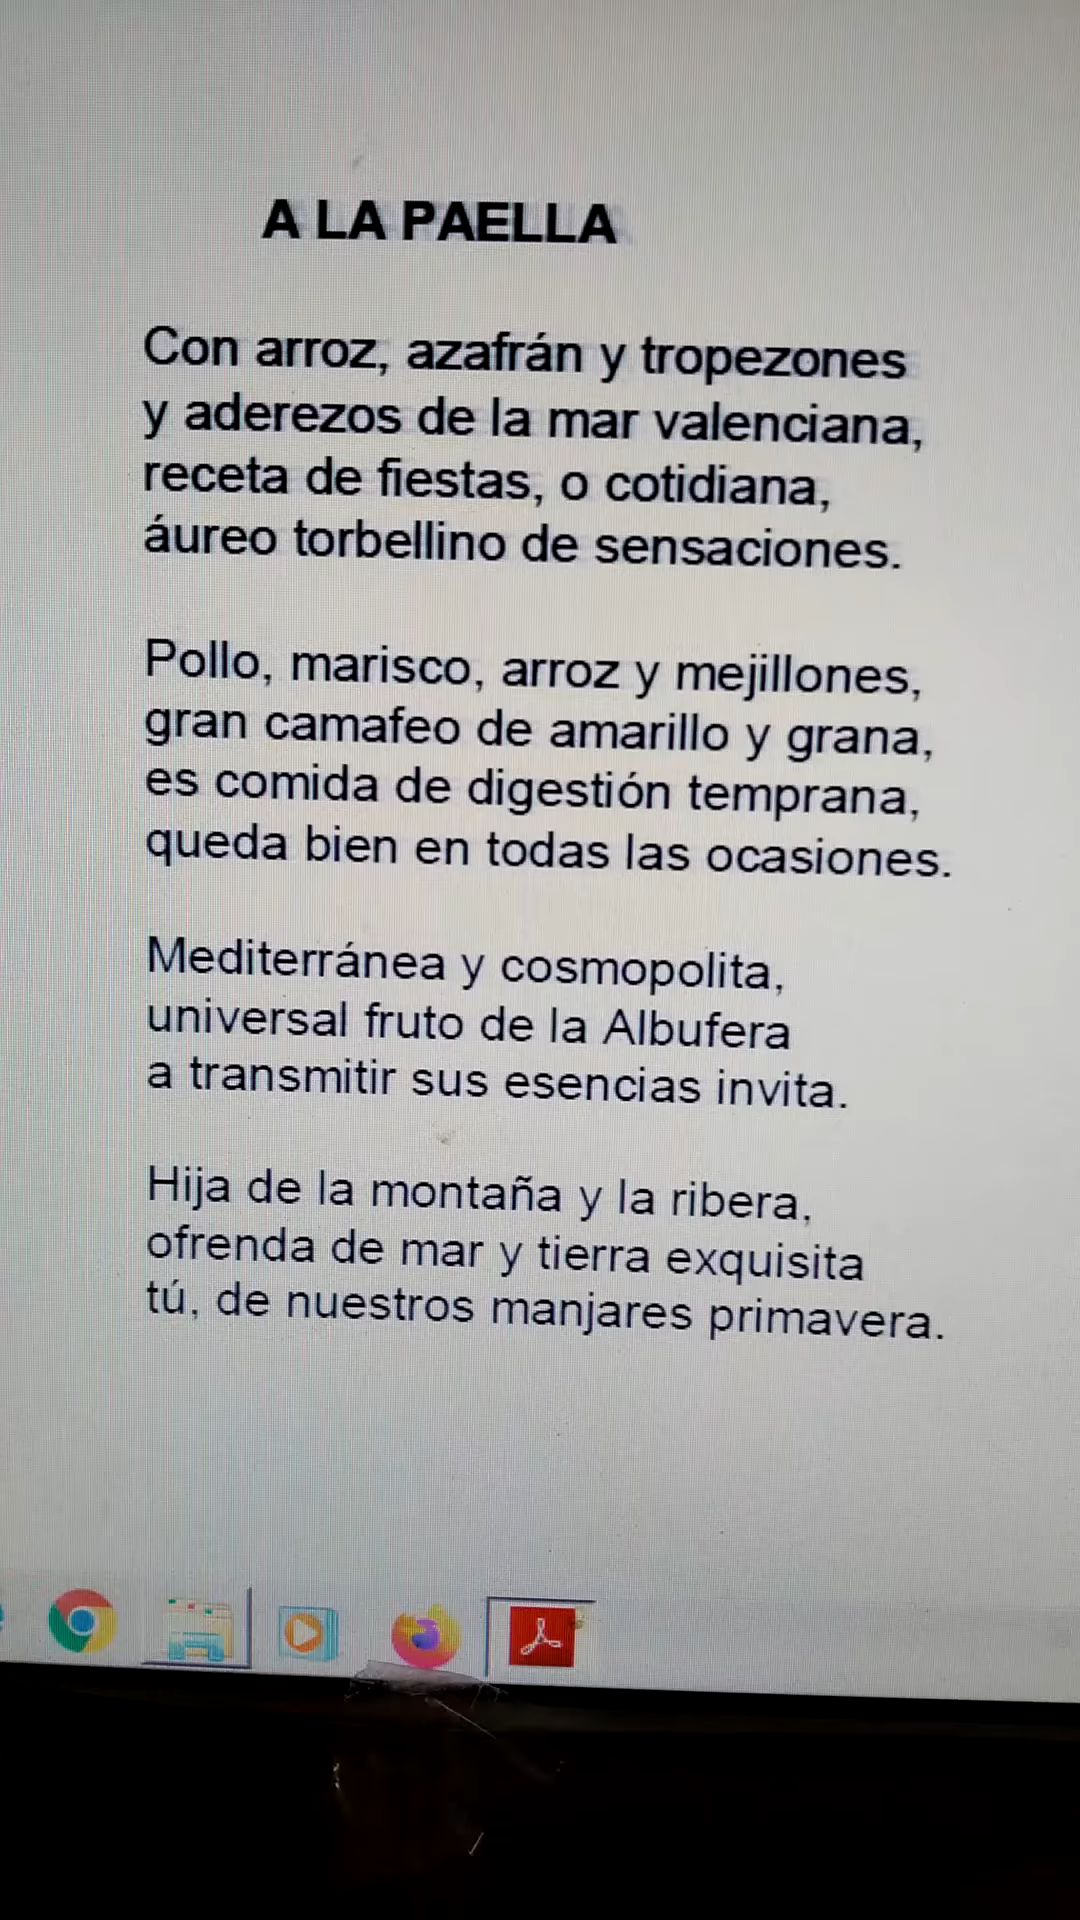 A LA PAELLA
Con arroz, azafrán y tropezones
y aderezos de la mar valenciana,
receta de fiestas, o cotidiana,
áureo torbellino de sensaciones.
Pollo, marisco, arroz y mejillones,
gran camafeo de amarillo y grana,
es comida de digestión temprana,
queda bien en todas las ocasiones.
Mediterránea y cosmopolita,
universal fruto de la Albufera
a transmitir sus esencias invita.
Hija de la montaña y la ribera,
ofrenda de mar y tierra exquisita
tú, de nuestros manjares primavera.